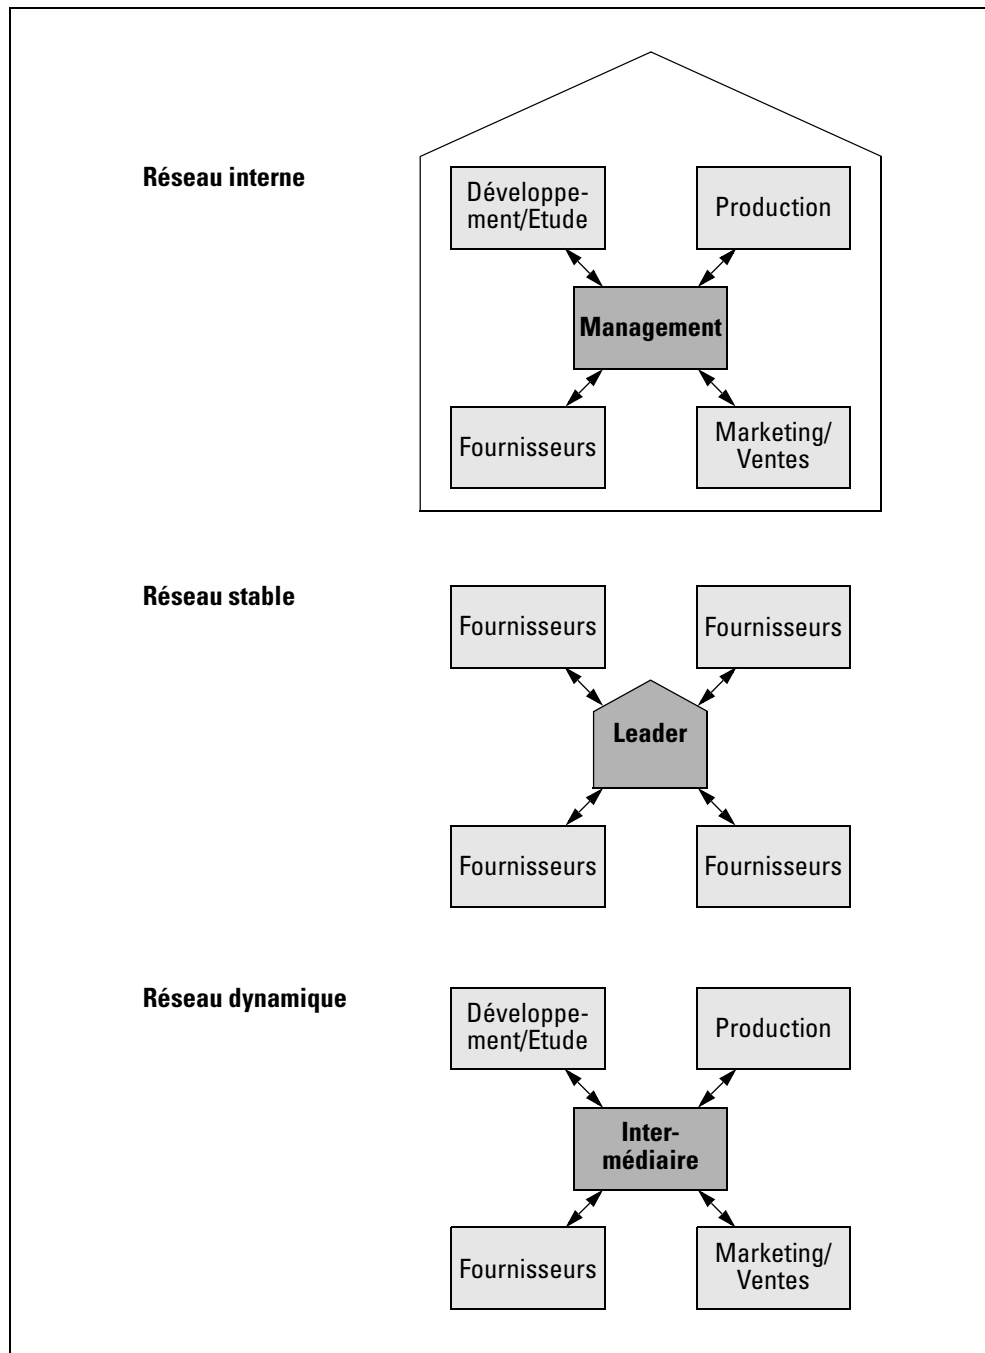 Réseau interne
Développe-
ment/Etude
Production
Management
Fournisseurs
Marketing/
Ventes
Réseau stable
Fournisseurs
Fournisseurs
Leader
Fournisseurs
Fournisseurs
Réseau dynamique
Développe-
ment/Etude
Production
Inter-
médiaire
Fournisseurs
Marketing/
Ventes